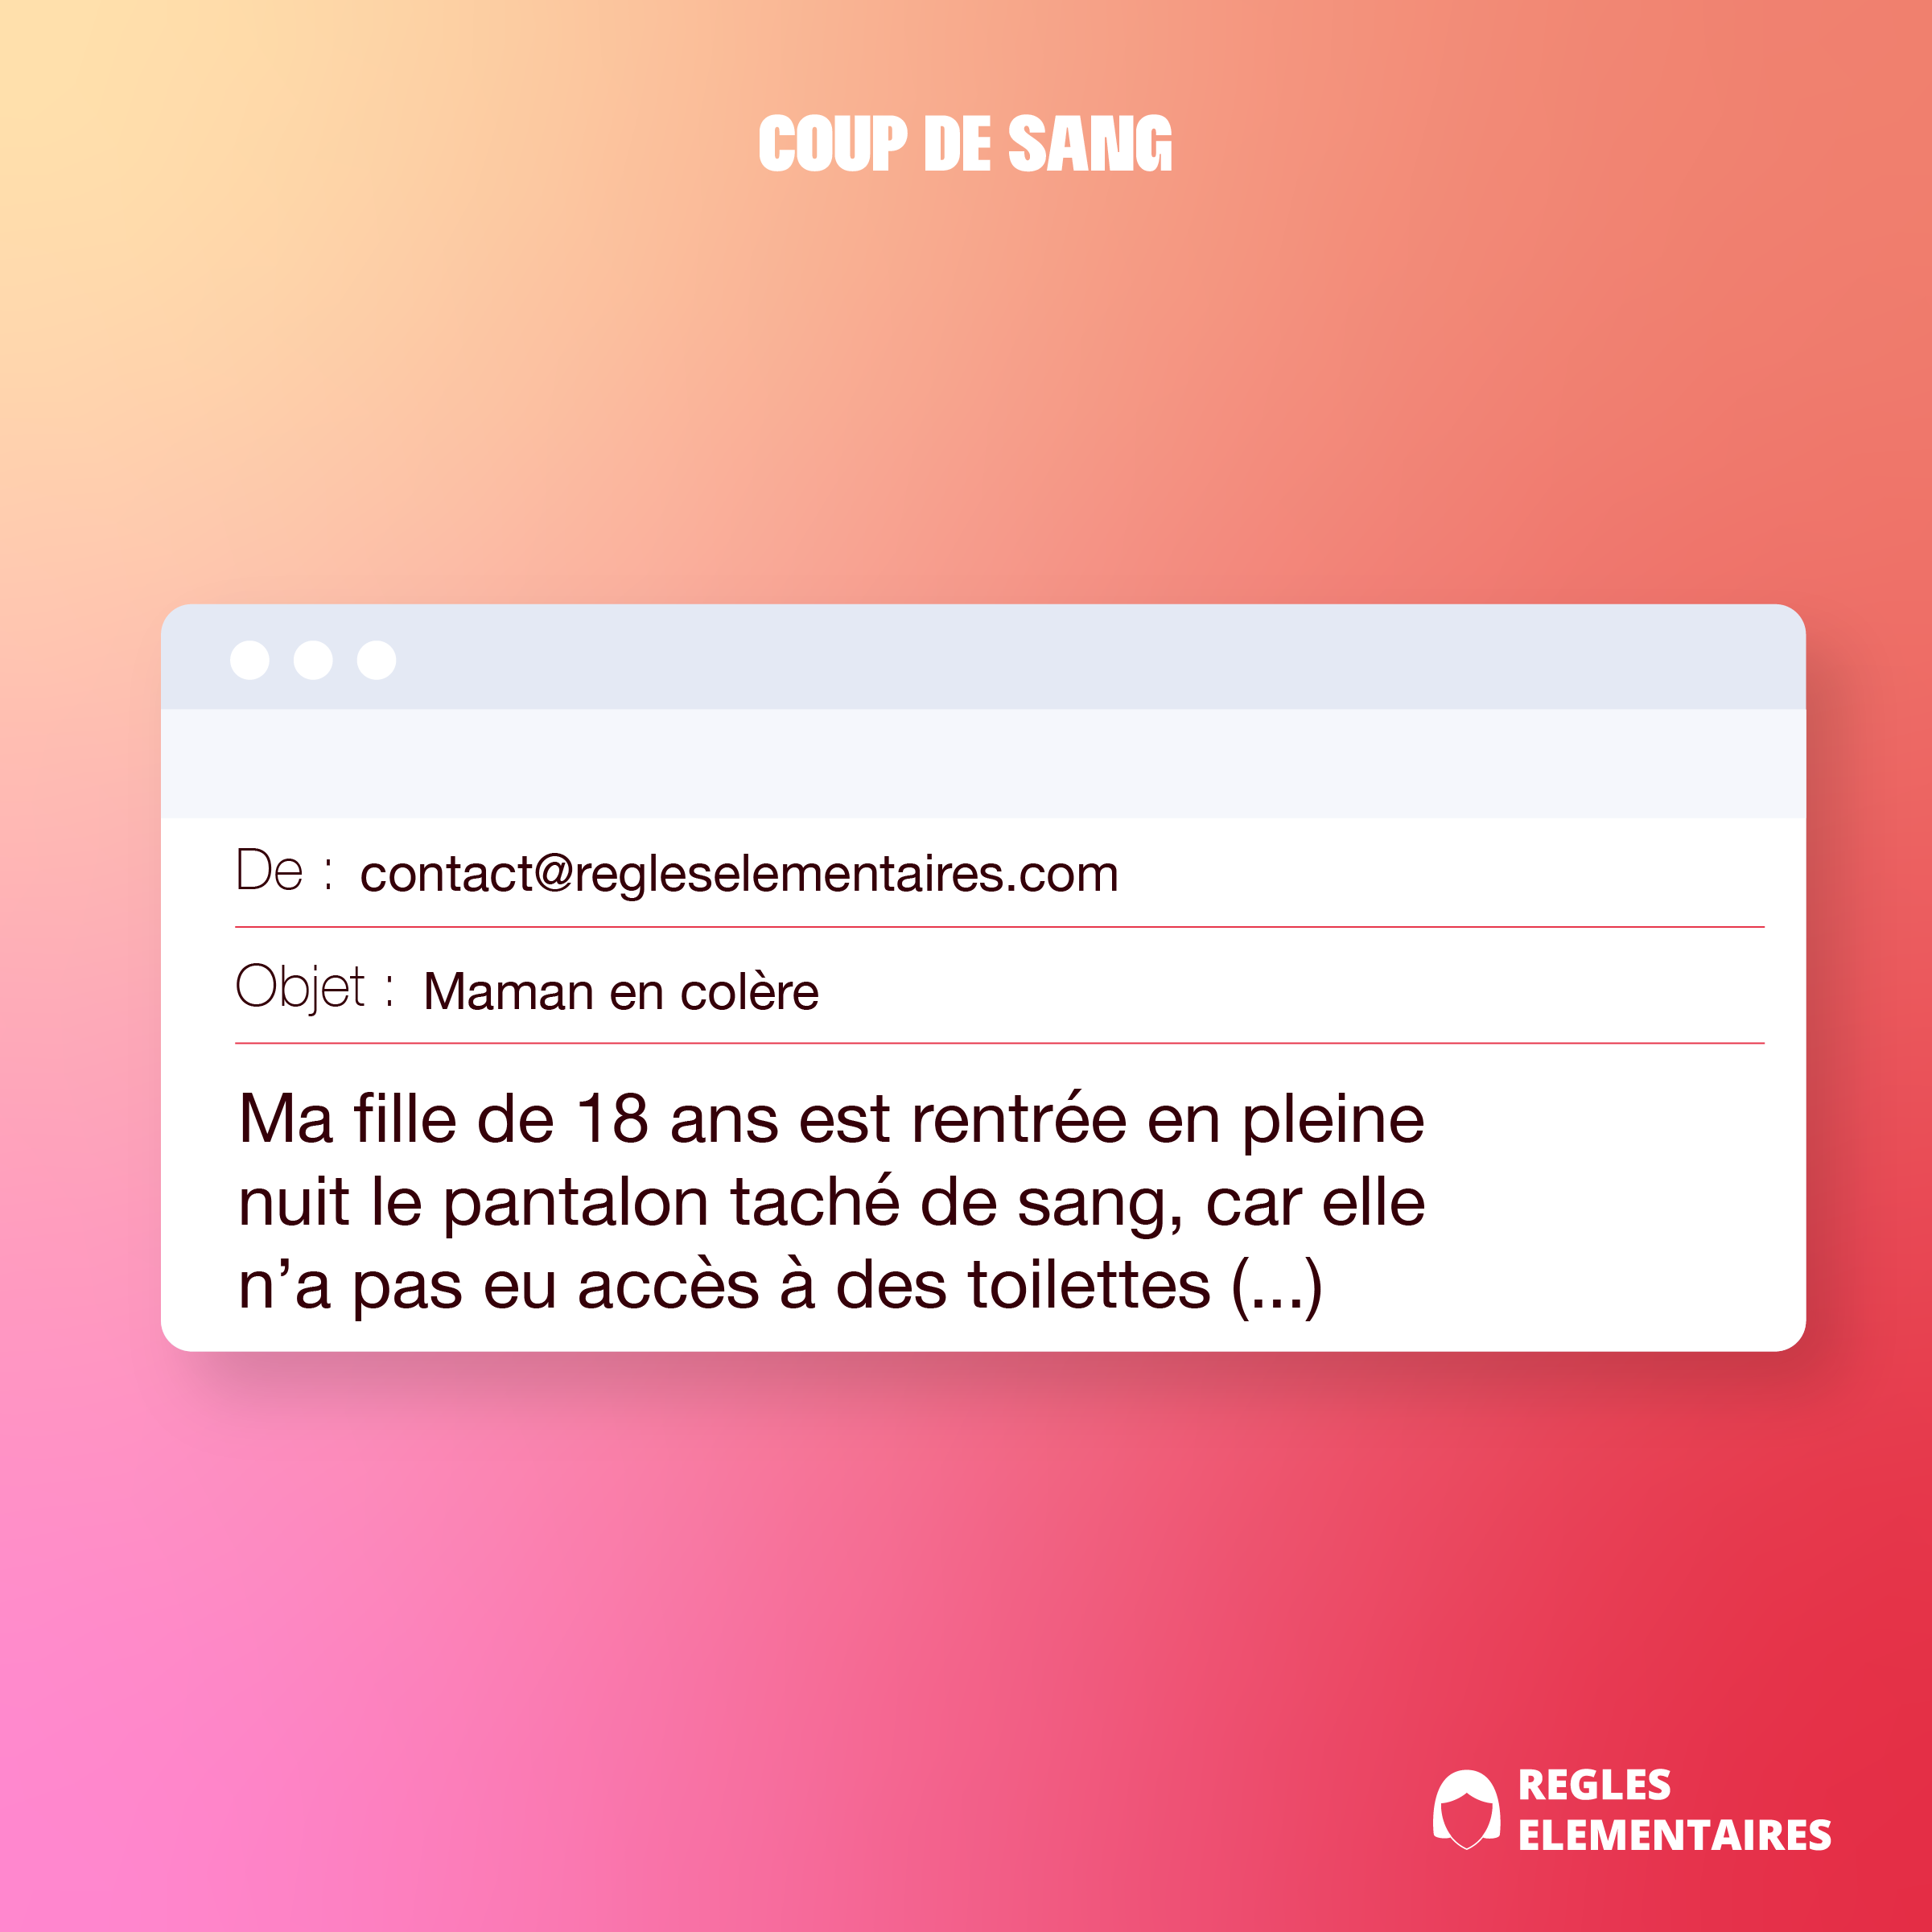 COUP DE SANG
De : contact@regleselementaires.com
Objet : Maman en colère
Ma fille de 18 ans est rentrée en pleine
nuit le pantalon taché de sang, car elle
n’a pas eu accès à des toilettes (...)
REGLES
ELEMENTAIRES